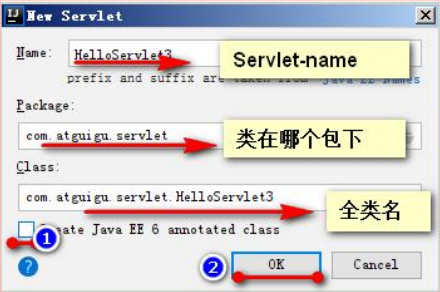 New Servlet
Name: HelloServlet3
Servlet-name
prefix and suffix are taken from Java EE Names
Package:
com.atguigu.servlet
类在哪个包下
Class:
com.atguigu.servlet.HelloServlet3
全类名
Create Java EE 6 annotated class
1
?
2
OK
Cancel